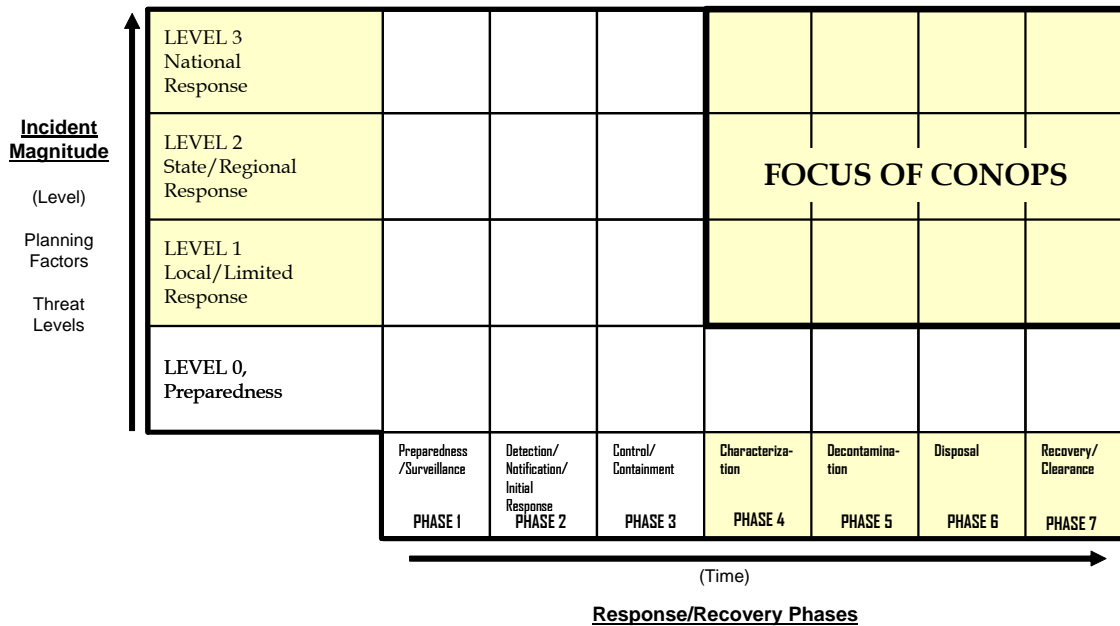 LEVEL 3
National
Response
Incident
Magnitude
(Level)
Planning
Factors
Threat
Levels
LEVEL 2
State/Regional
Response
FOCUS OF CONOPS
LEVEL 1
Local/Limited
Response
LEVEL 0,
Preparedness
Preparedness
/Surveillance
PHASE 1
Detection/
Notification/
Initial
Response
PHASE 2
Control/
Containment
PHASE 3
Characteriza-
tion
PHASE 4
Decontamina-
tion
PHASE 5
Disposal
PHASE 6
Recovery/
Clearance
PHASE 7
(Time)
Response/Recovery Phases